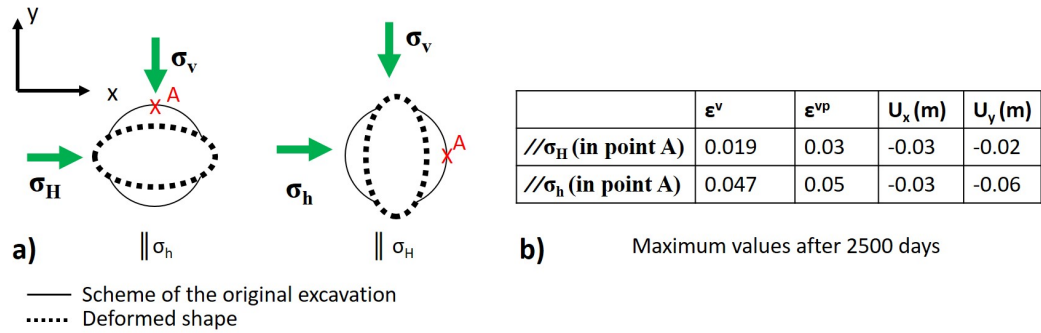 y
x
σv
A
σH
a)
‖ σh
σv
A
σh
‖ σH
Scheme of the original excavation
Deformed shape
εv εvp Ux (m) Uy (m)
//σH (in point A) 0.019 0.03 -0.03 -0.02
//σh (in point A) 0.047 0.05 -0.03 -0.06
b) Maximum values after 2500 days